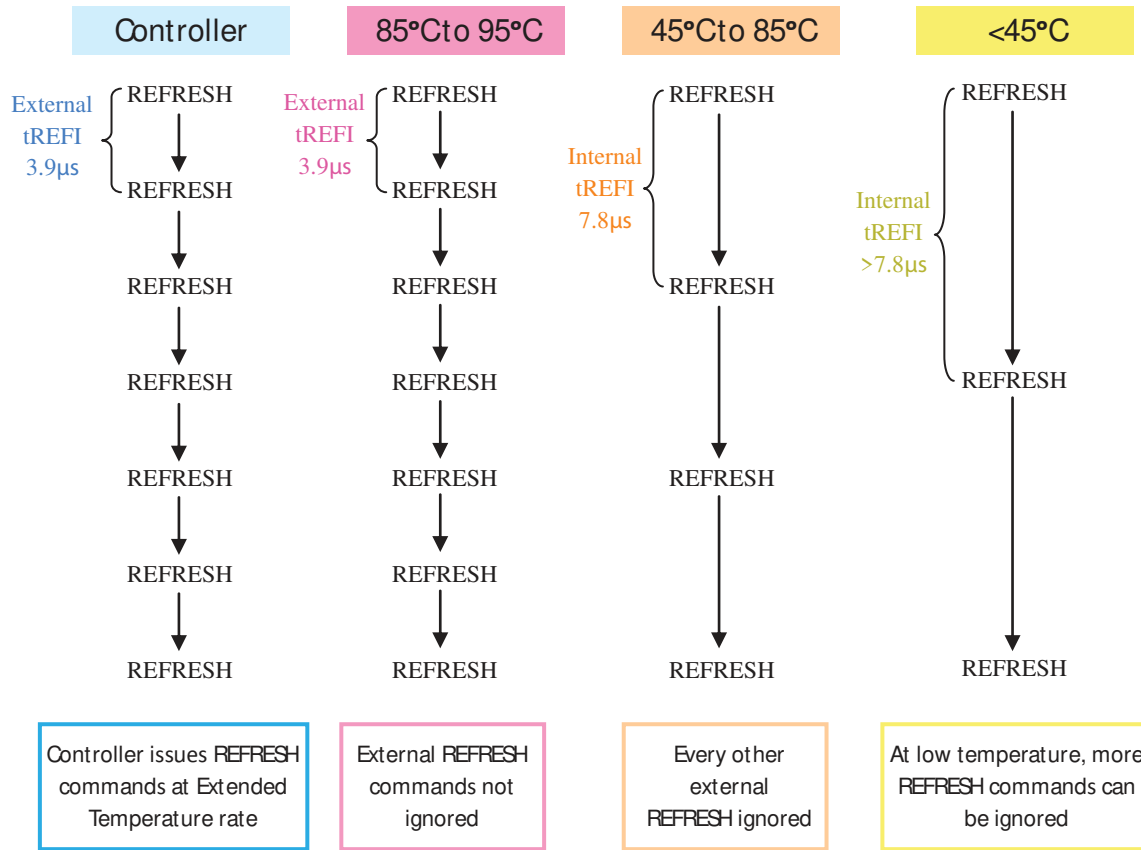 Controller
85°C to 95°C
45°C to 85°C
<45°C
External
tREFI
3.9µs
REFRESH
REFRESH
REFRESH
REFRESH
REFRESH
REFRESH
REFRESH
External
tREFI
3.9µs
REFRESH
REFRESH
REFRESH
REFRESH
REFRESH
REFRESH
REFRESH
Internal
tREFI
7.8µs
REFRESH
REFRESH
REFRESH
REFRESH
Internal
tREFI
>7.8µs
REFRESH
REFRESH
REFRESH
Controller issues REFRESH
commands at Extended
Temperature rate
External REFRESH
commands not
ignored
Every other
external
REFRESH ignored
At low temperature, more
REFRESH commands can
be ignored